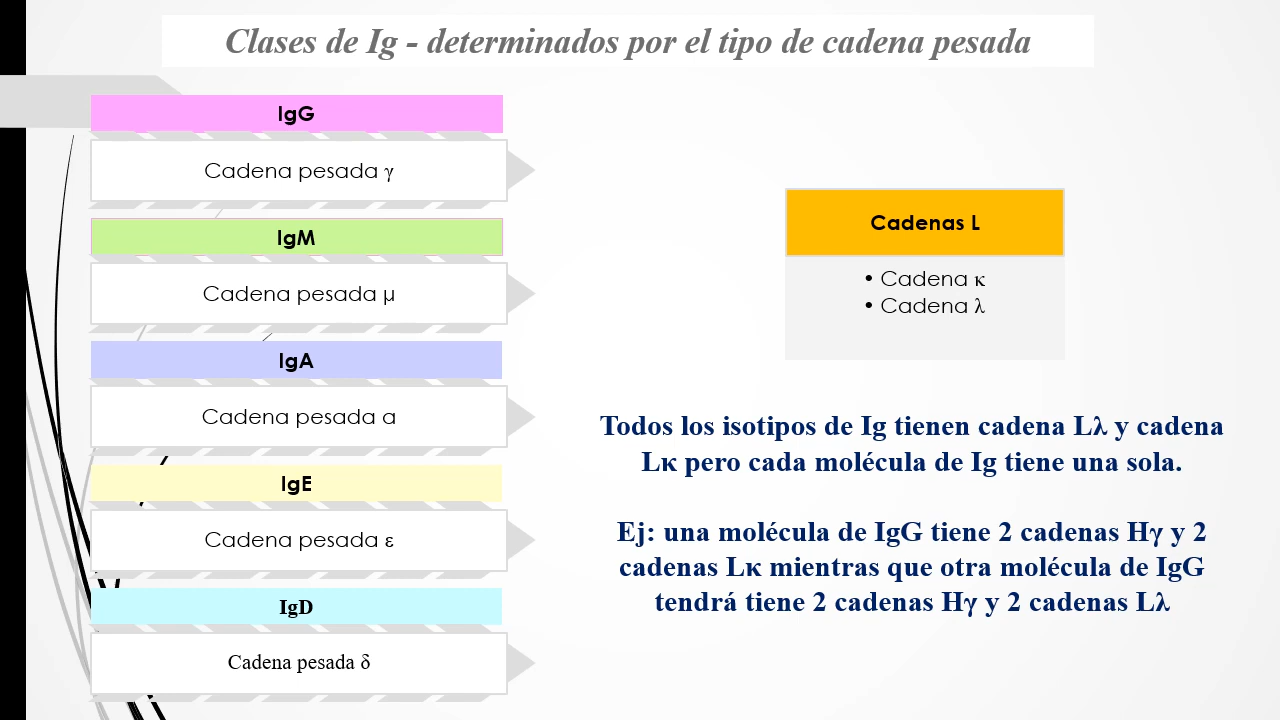 Clases de Ig - determinados por el tipo de cadena pesada
IgG
Cadena pesada γ
IgM
Cadena pesada µ
IgA
Cadena pesada α
IgE
Cadena pesada ε
IgD
Cadena pesada δ
Cadenas L
• Cadena κ
• Cadena λ
Todos los isotipos de Ig tienen cadena Lλ y cadena
Lκ pero cada molécula de Ig tiene una sola.
Ej: una molécula de IgG tiene 2 cadenas Hγ y 2
cadenas Lκ mientras que otra molécula de IgG
tendrá tiene 2 cadenas Hγ y 2 cadenas Lλ